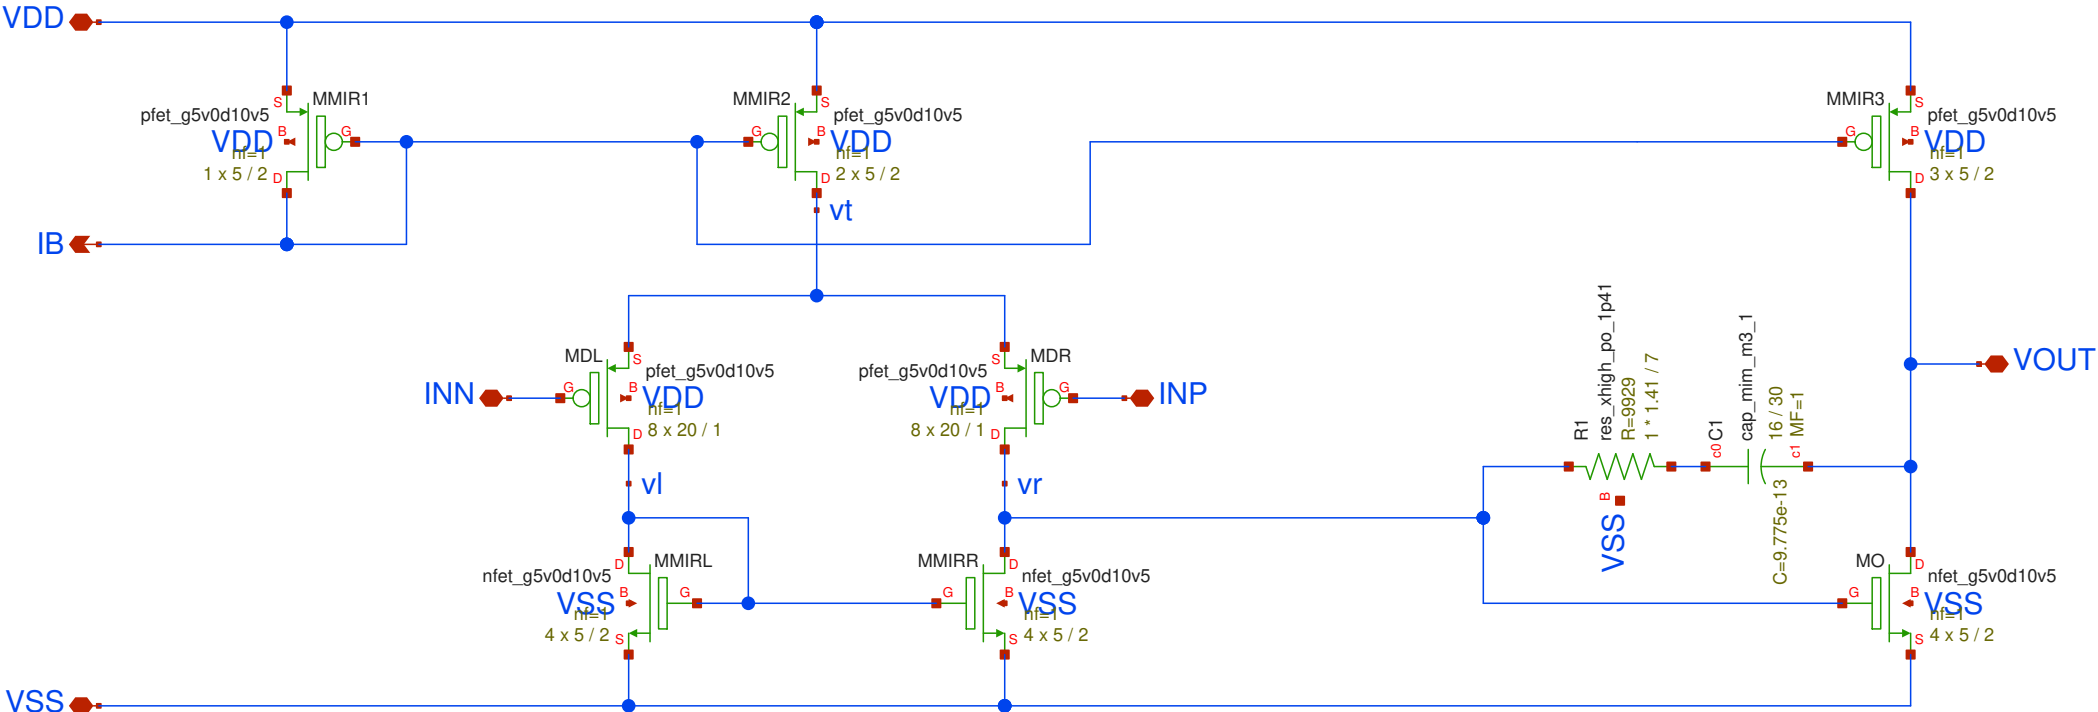 VDD
MMIR1
pfet_g5v0d10v5
S
B
G
D
VDD
nf=1
1 x 5 / 2
MMIR2
pfet_g5v0d10v5
S
G
B
D
VDD
nf=1
2 x 5 / 2
vt
MMIR3
pfet_g5v0d10v5
S
G
B
D
VDD
nf=1
3 x 5 / 2
IB
INN
MDL
pfet_g5v0d10v5
S
G
B
D
VDD
nf=1
8 x 20 / 1
MDR
pfet_g5v0d10v5
S
B
G
D
VDD
nf=1
8 x 20 / 1
INP
vl
vr
R1
res_xhigh_po_1p41
R=9929
1 * 1.41 / 7
B
VSS
c0
C1
cap_mim_m3_1
16 / 30
MF=1
c1
C=9.775e-13
VOUT
MMIRL
nfet_g5v0d10v5
D
B
G
S
VSS
nf=1
4 x 5 / 2
MMIRR
nfet_g5v0d10v5
D
G
B
S
VSS
nf=1
4 x 5 / 2
MO
nfet_g5v0d10v5
D
G
B
S
VSS
nf=1
4 x 5 / 2
VSS